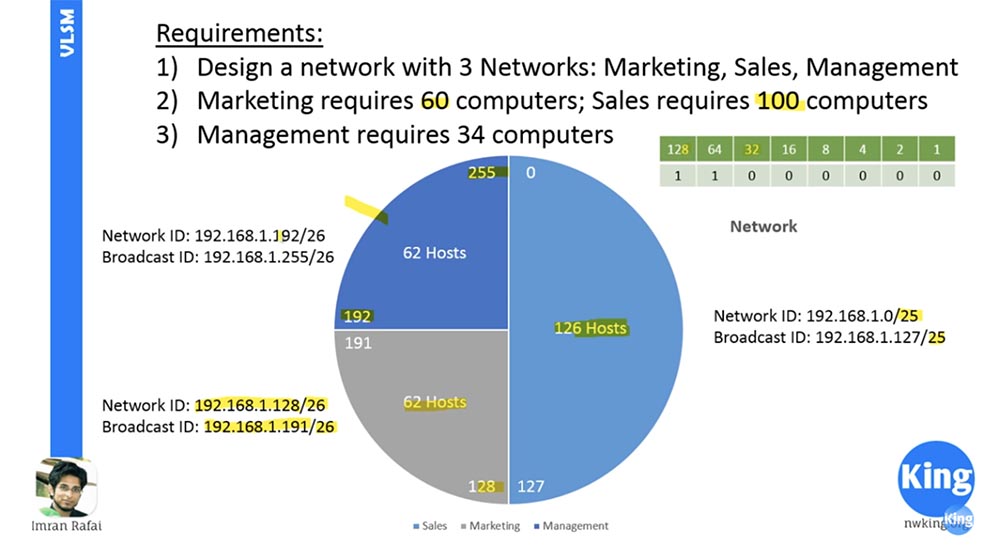 VLSM
Requirements:
1) Design a network with 3 Networks: Marketing, Sales, Management
2) Marketing requires 60 computers; Sales requires 100 computers
3) Management requires 34 computers
128 64 32 16 8 4 2 1
1 1 0 0 0 0 0 0
Network
255 0
Network ID: 192.168.1.192/26
Broadcast ID: 192.168.1.255/26
62 Hosts
192
191
126 Hosts
Network ID: 192.168.1.0/25
Broadcast ID: 192.168.1.127/25
Network ID: 192.168.1.128/26
Broadcast ID: 192.168.1.191/26
62 Hosts
128 127
Sales Marketing Management
Imran Rafai
King
nwking.org
King